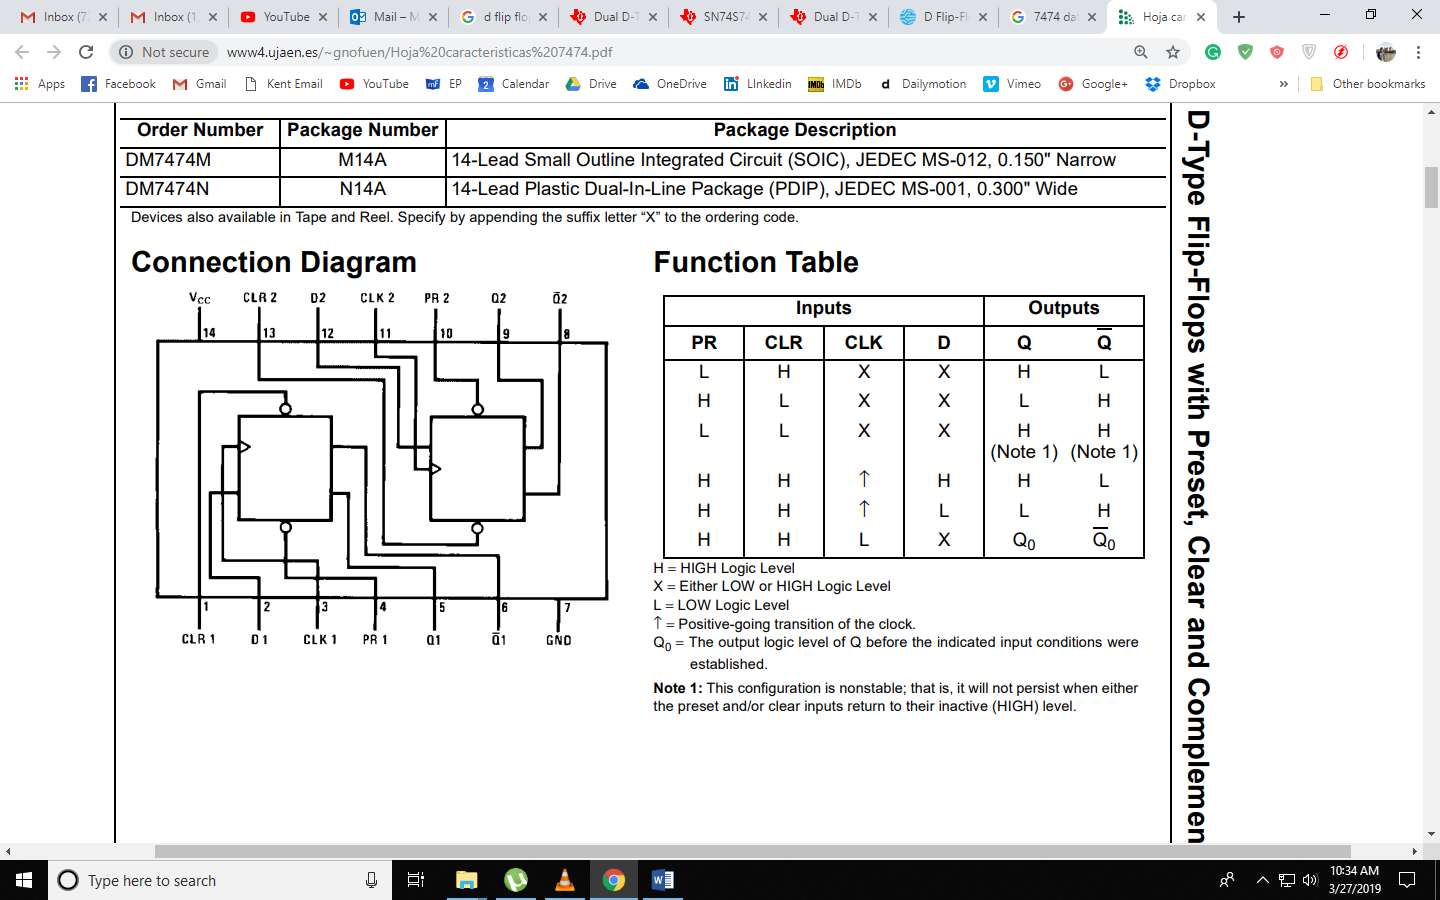 Inbox (7
Inbox (1,
YouTube
Mail – M
d flip flo
Dual D-T
SN74S74
Dual D-T
D Flip-Fl
7474 dat
Hoja car
Not secure
www4.ujaen.es/~gnofuen/Hoja%20caracteristicas%207474.pdf
Apps Facebook Gmail Kent Email YouTube EP Calendar Drive OneDrive LInkedin IMDb Dailymotion Vimeo Google+ Dropbox » Other bookmarks
Order Number Package Number Package Description
DM7474M M14A 14-Lead Small Outline Integrated Circuit (SOIC), JEDEC MS-012, 0.150" Narrow
DM7474N N14A 14-Lead Plastic Dual-In-Line Package (PDIP), JEDEC MS-001, 0.300" Wide
Devices also available in Tape and Reel. Specify by appending the suffix letter “X” to the ordering code.
Connection Diagram
VCC CLR 2 D2 CLK 2 PR 2 Q2 Q̅2
14 13 12 11 10 9 8
1 2 3 4 5 6 7
CLR 1 D1 CLK 1 PR 1 Q1 Q̅1 GND
Function Table
Inputs Outputs
PR CLR CLK D Q Q̅
L H X X H L
H L X X L H
L L X X H H
(Note 1) (Note 1)
H H ↑ H H L
H H ↑ L L H
H H L X Q0 Q̅0
H = HIGH Logic Level
X = Either LOW or HIGH Logic Level
L = LOW Logic Level
↑ = Positive-going transition of the clock.
Q0 = The output logic level of Q before the indicated input conditions were
established.
Note 1: This configuration is nonstable; that is, it will not persist when either
the preset and/or clear inputs return to their inactive (HIGH) level.
D-Type Flip-Flops with Preset, Clear and Complemen
Type here to search
10:34 AM
3/27/2019